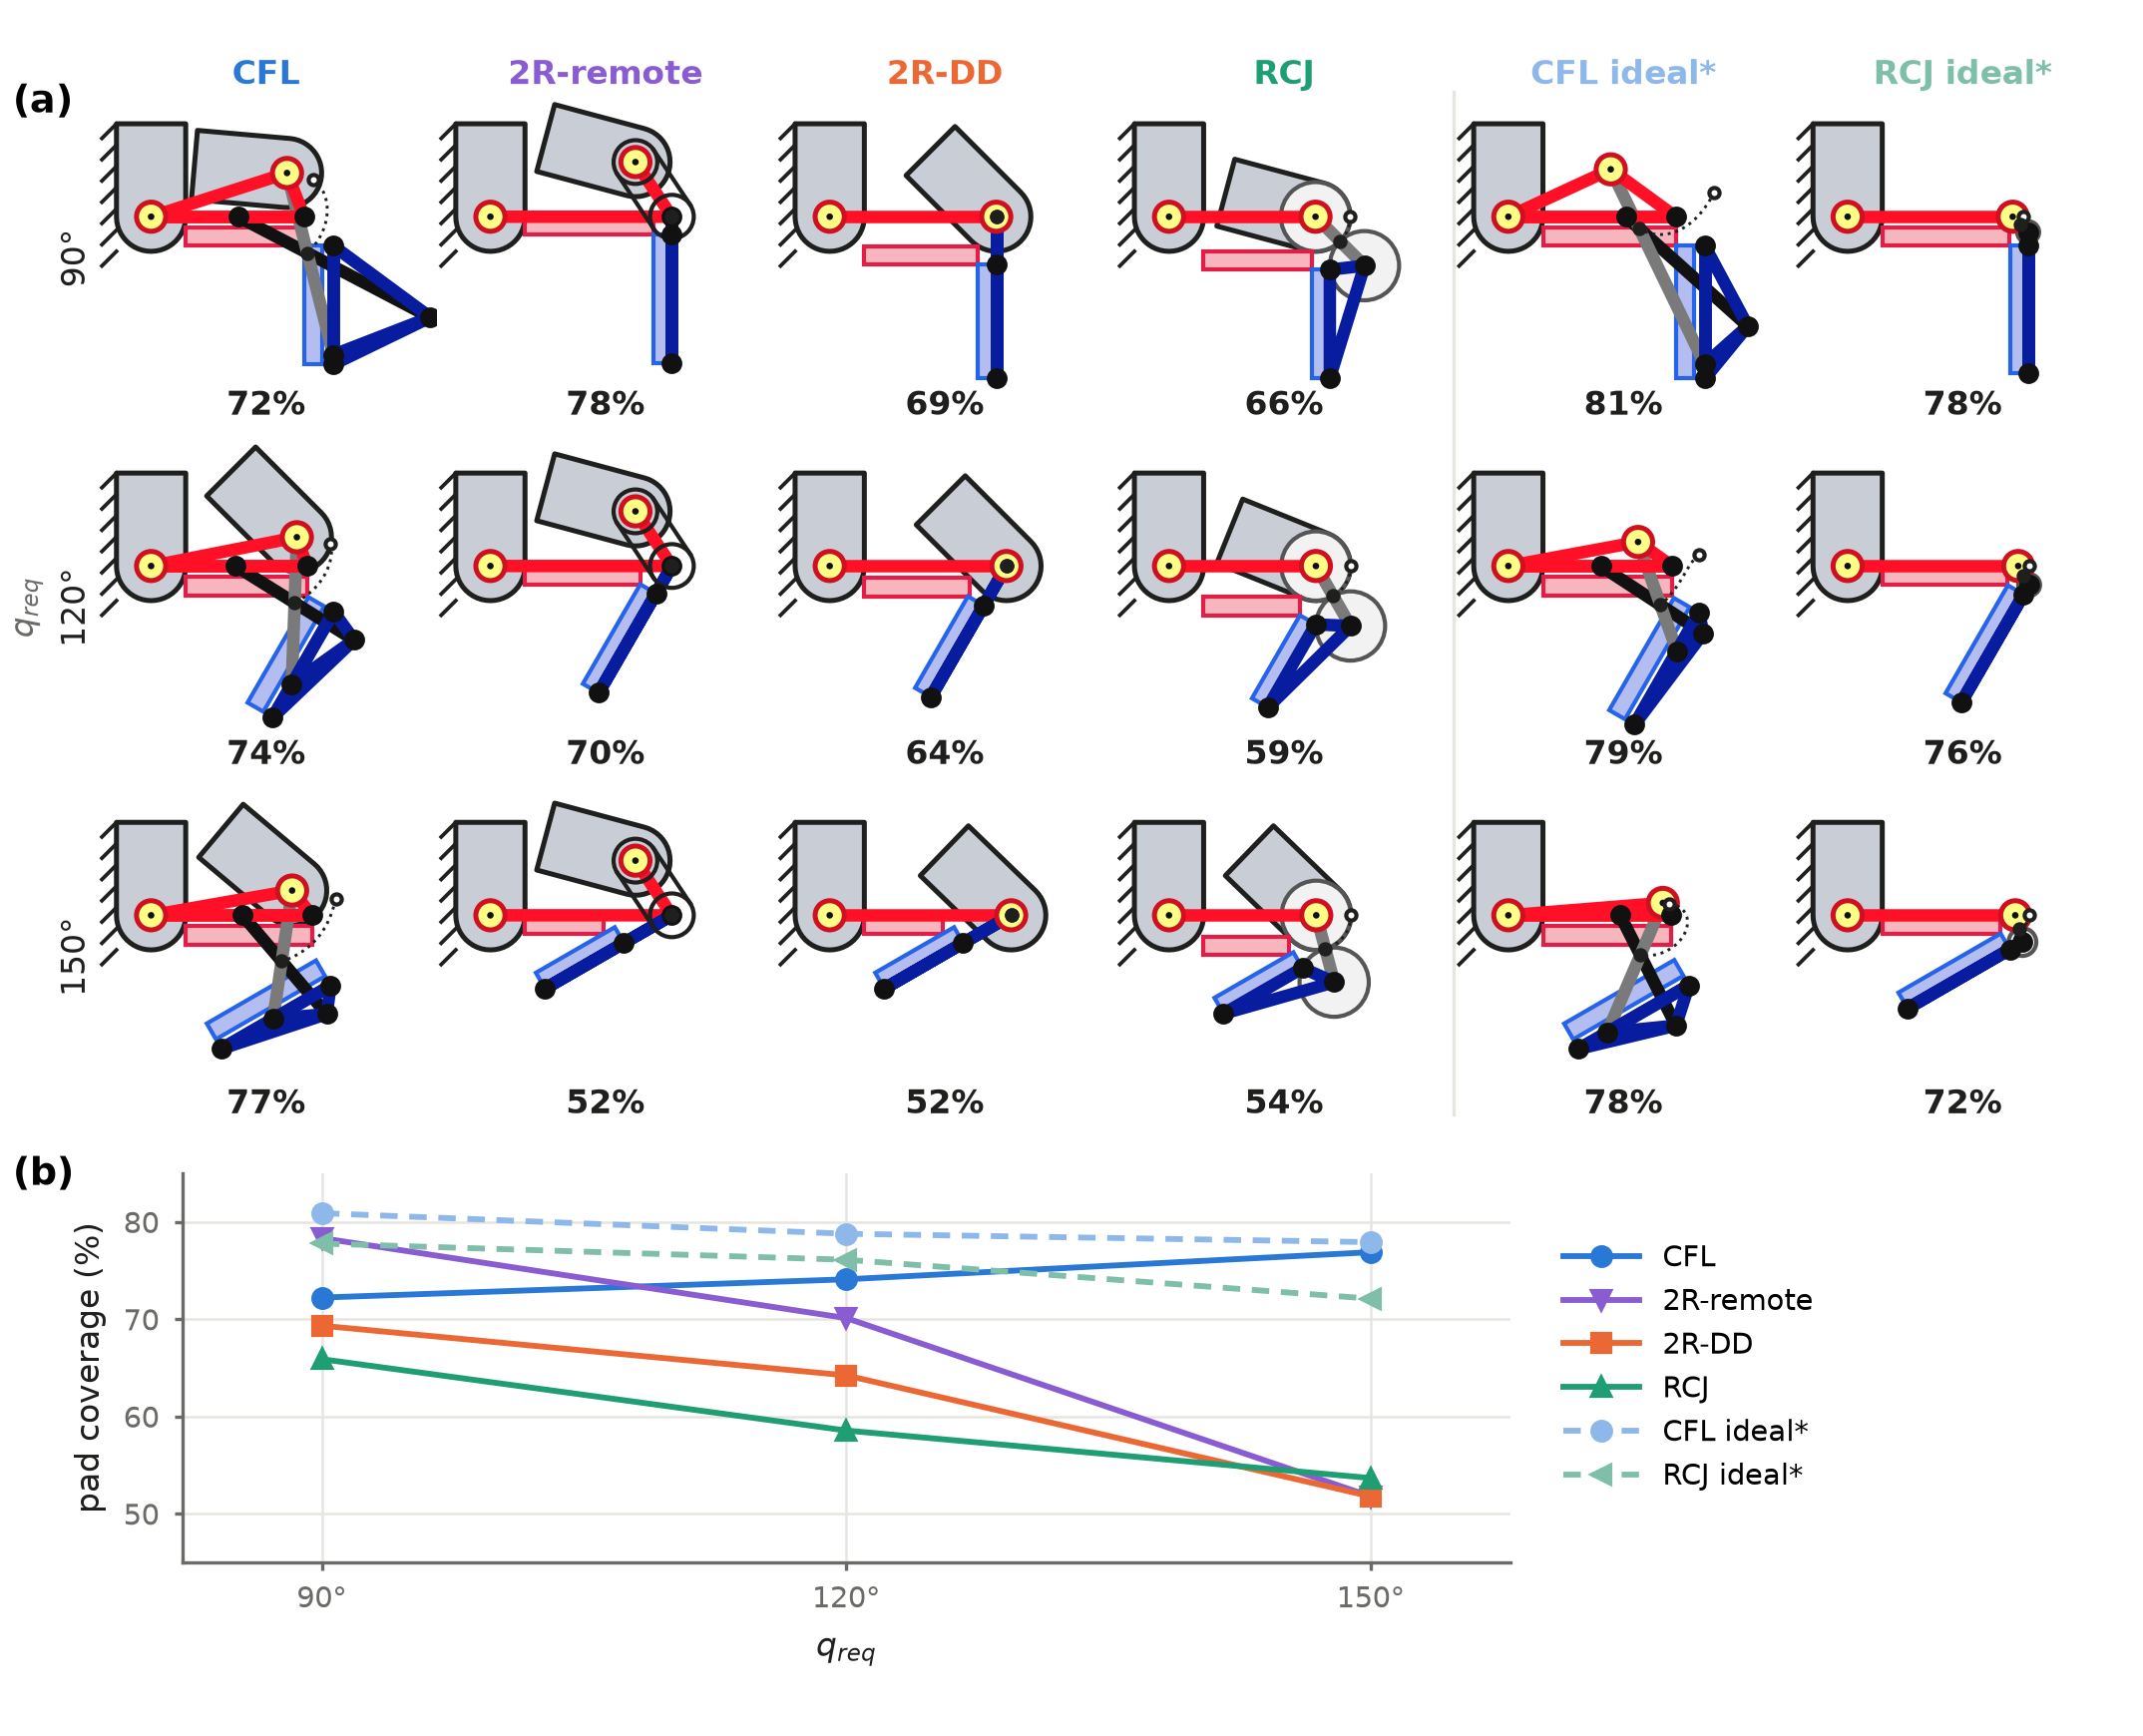 CFL 2R-remote 2R-DD RCJ CFL ideal* RCJ ideal*
(a)
90°
72% 78% 69% 66% 81% 78%
q_req 120°
74% 70% 64% 59% 79% 76%
150°
77% 52% 52% 54% 78% 72%
(b)
pad coverage (%)
80
70
60
50
90° 120° 150°
q_req
CFL
2R-remote
2R-DD
RCJ
CFL ideal*
RCJ ideal*